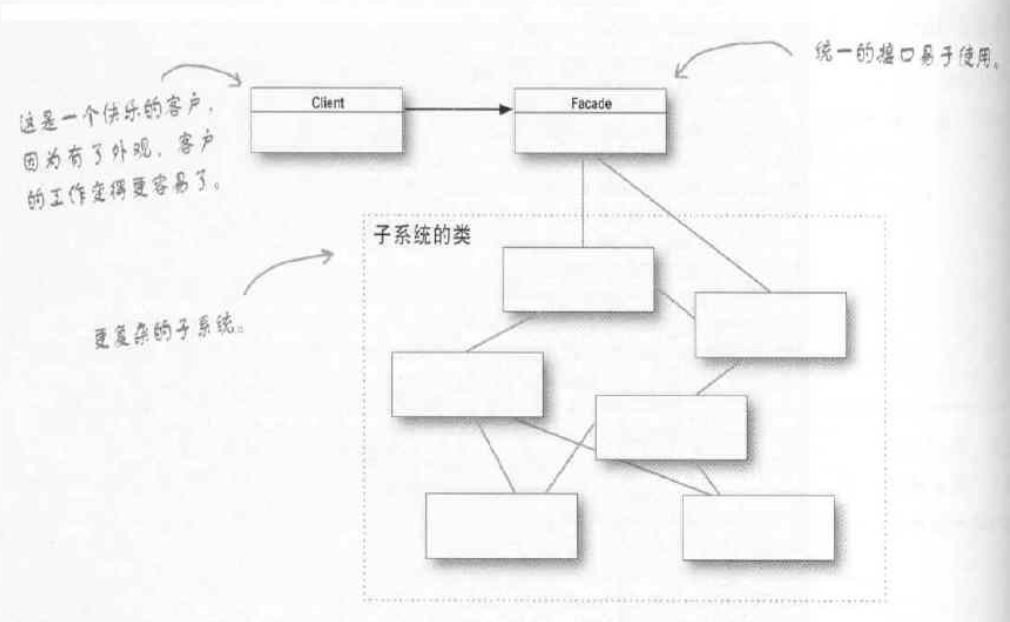 统一的接口易于使用。
Client
Facade
这是一个快乐的客户，
因为有了外观，客户
的工作变得更容易了。
子系统的类
更复杂的子系统。